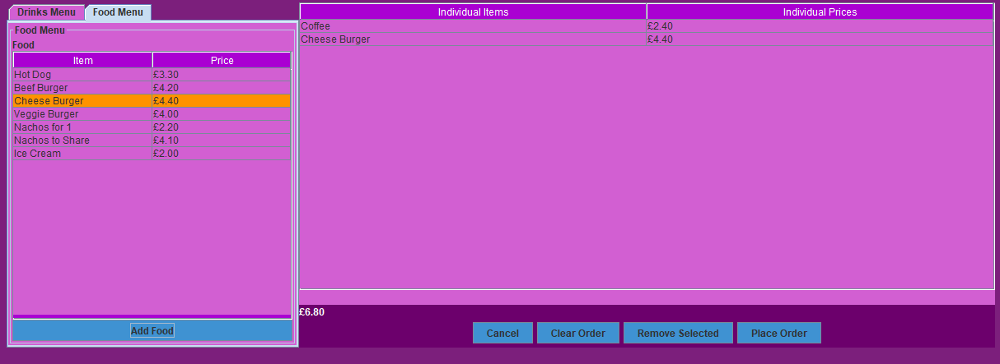 Drinks Menu Food Menu
Food Menu
Food
Item Price
Hot Dog £3.30
Beef Burger £4.20
Cheese Burger £4.40
Veggie Burger £4.00
Nachos for 1 £2.20
Nachos to Share £4.10
Ice Cream £2.00
Add Food
Individual Items Individual Prices
Coffee £2.40
Cheese Burger £4.40
£6.80
Cancel Clear Order Remove Selected Place Order